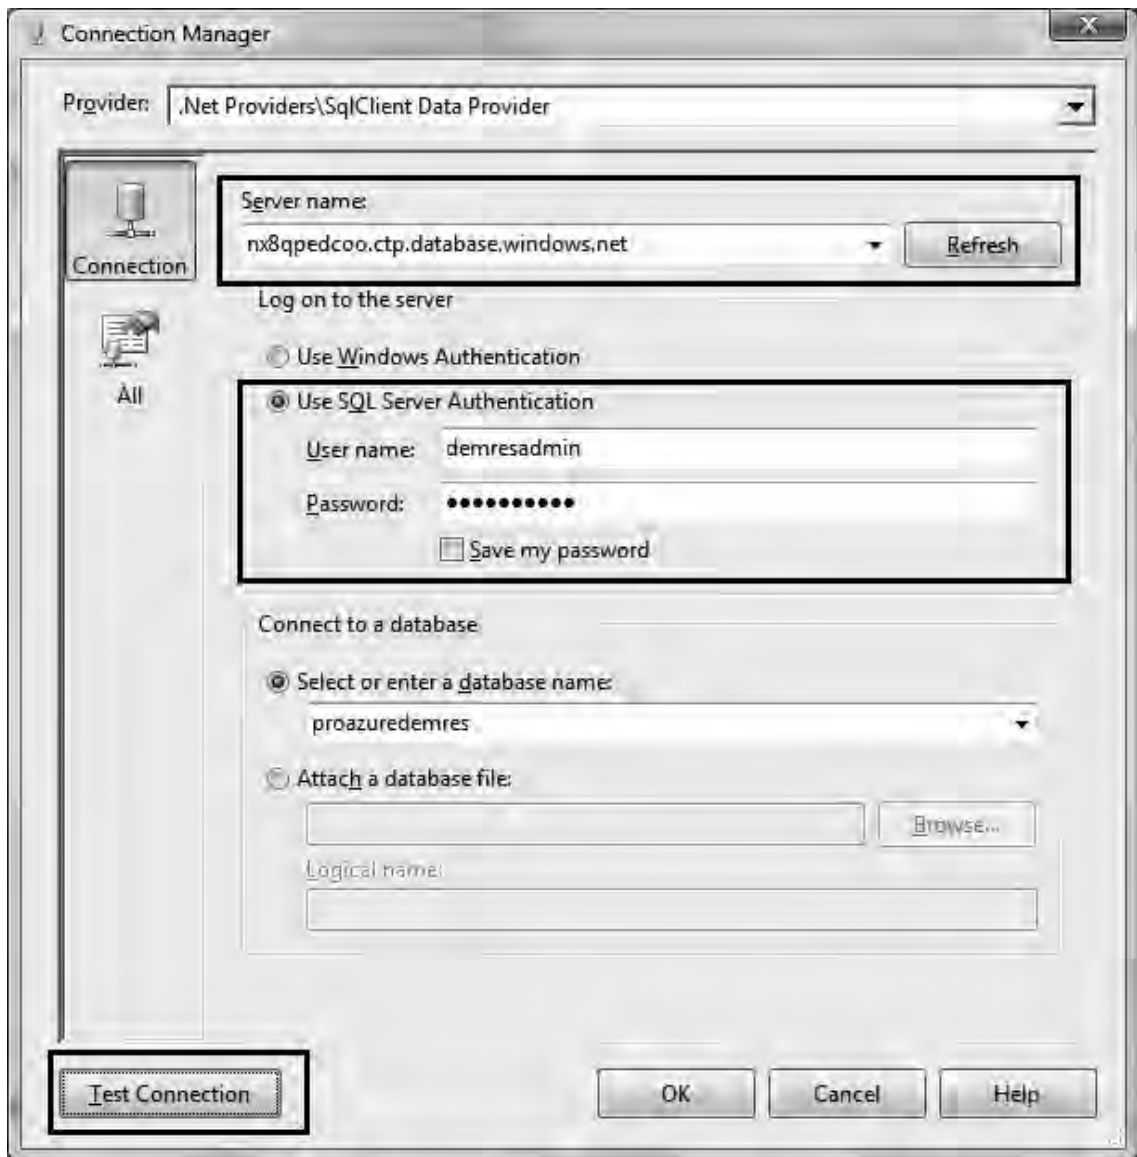 Connection Manager
Provider: .Net Providers\SqlClient Data Provider
Connection
All
Server name:
nx8qpedcoo.ctp.database.windows.net
Refresh
Log on to the server
Use Windows Authentication
Use SQL Server Authentication
User name: demresadmin
Password: ●●●●●●●●●●
Save my password
Connect to a database
Select or enter a database name:
proazuredemres
Attach a database file:
Browse...
Logical name:
Test Connection
OK
Cancel
Help